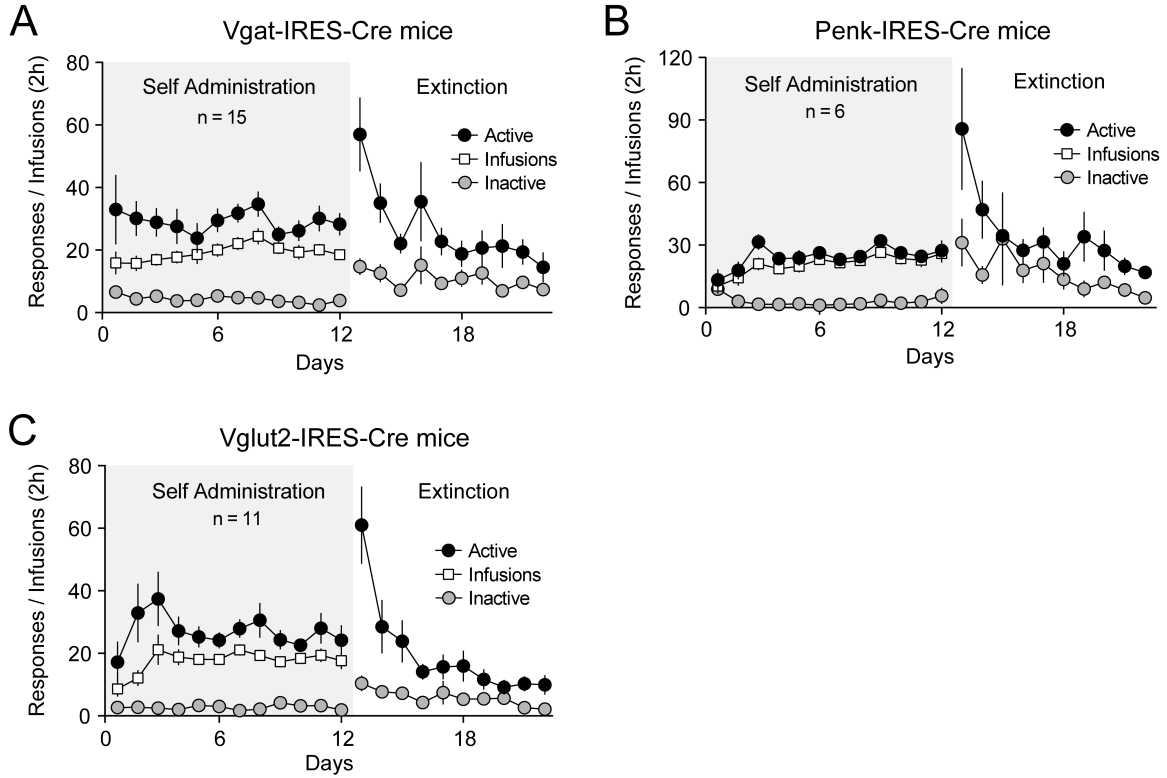 A
Vgat-IRES-Cre mice
Responses / Infusions (2h)
80
60
40
20
0
Self Administration
n = 15
Extinction
Active
Infusions
Inactive
0
6
12
18
Days
B
Penk-IRES-Cre mice
Responses / Infusions (2h)
120
90
60
30
0
Self Administration
n = 6
Extinction
Active
Infusions
Inactive
0
6
12
18
Days
C
Vglut2-IRES-Cre mice
Responses / Infusions (2h)
80
60
40
20
0
Self Administration
n = 11
Extinction
Active
Infusions
Inactive
0
6
12
18
Days